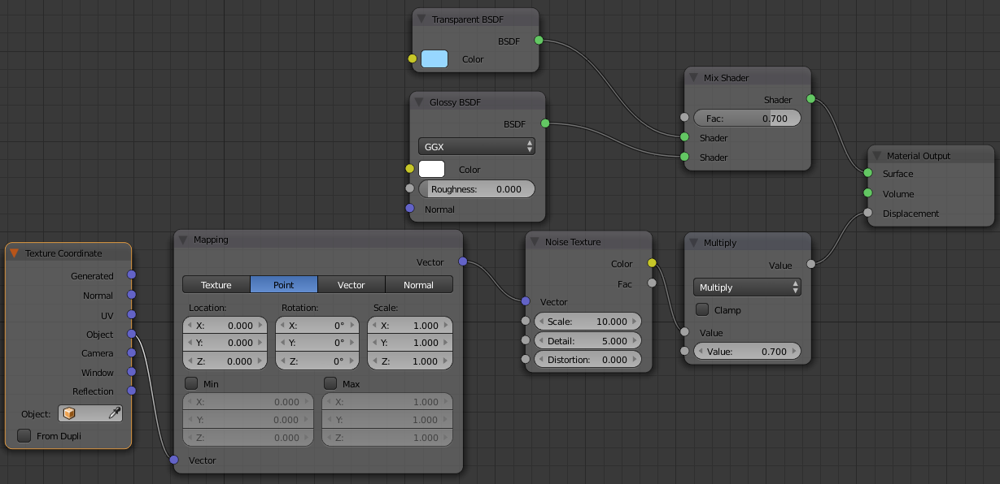 Transparent BSDF
BSDF
Color
Glossy BSDF
BSDF
GGX
Color
Roughness: 0.000
Normal
Mix Shader
Shader
Fac: 0.700
Shader
Shader
Material Output
Surface
Volume
Displacement
Texture Coordinate
Generated
Normal
UV
Object
Camera
Window
Reflection
Object:
From Dupli
Mapping
Vector
Texture Point Vector Normal
Location: Rotation: Scale:
X: 0.000 X: 0° X: 1.000
Y: 0.000 Y: 0° Y: 1.000
Z: 0.000 Z: 0° Z: 1.000
Min Max
X: 0.000 X: 1.000
Y: 0.000 Y: 1.000
Z: 0.000 Z: 1.000
Vector
Noise Texture
Color
Fac
Vector
Scale: 10.000
Detail: 5.000
Distortion: 0.000
Multiply
Value
Multiply
Clamp
Value
Value: 0.700